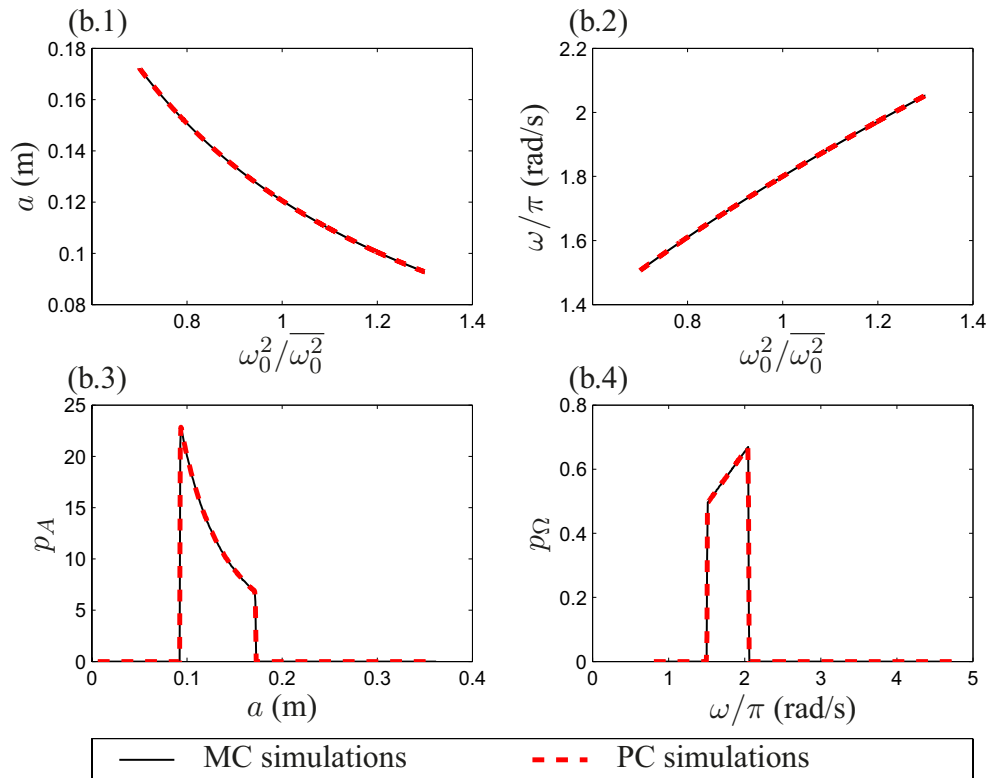 (b.1)
0.18
0.16
0.14
0.12
0.1
0.08
a (m)
0.8 1 1.2 1.4
ω₀²/\overline{ω₀²}
(b.2)
2.2
2
1.8
1.6
1.4
ω/π (rad/s)
0.8 1 1.2 1.4
ω₀²/\overline{ω₀²}
(b.3)
25
20
15
10
5
0
p_A
0 0.1 0.2 0.3 0.4
a (m)
(b.4)
0.8
0.6
0.4
0.2
0
p_Ω
0 1 2 3 4 5
ω/π (rad/s)
MC simulations PC simulations